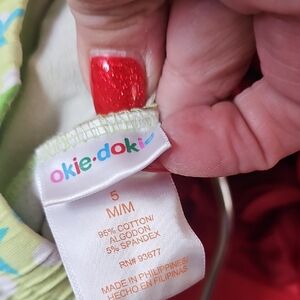 okie·dokie
5
M/M
95% COTTON/
ALGODON
5% SPANDEX
RN# 93677
MADE IN PHILIPPINES/
HECHO EN FILIPINAS